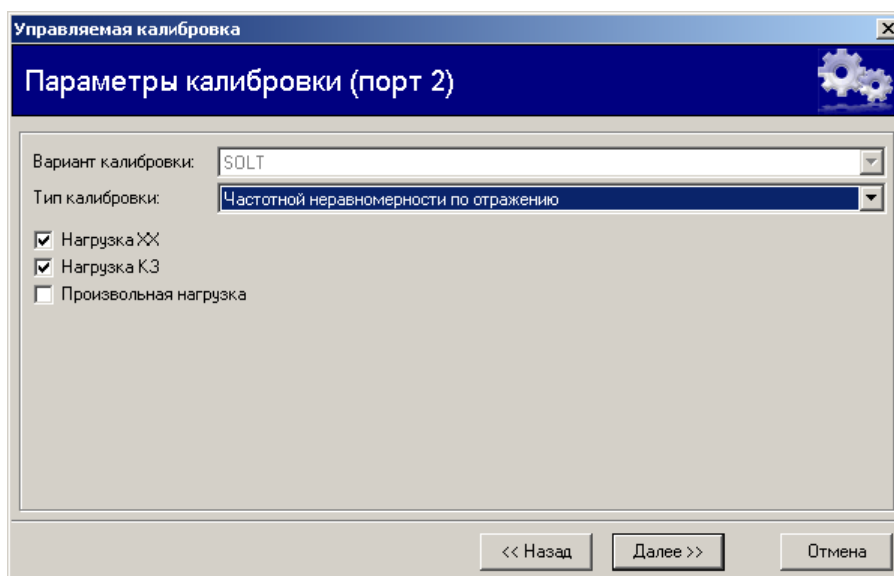 Управляемая калибровка
Параметры калибровки (порт 2)
Вариант калибровки: SOLT
Тип калибровки: Частотной неравномерности по отражению
Нагрузка ХХ
Нагрузка КЗ
Произвольная нагрузка
<< Назад Далее >> Отмена